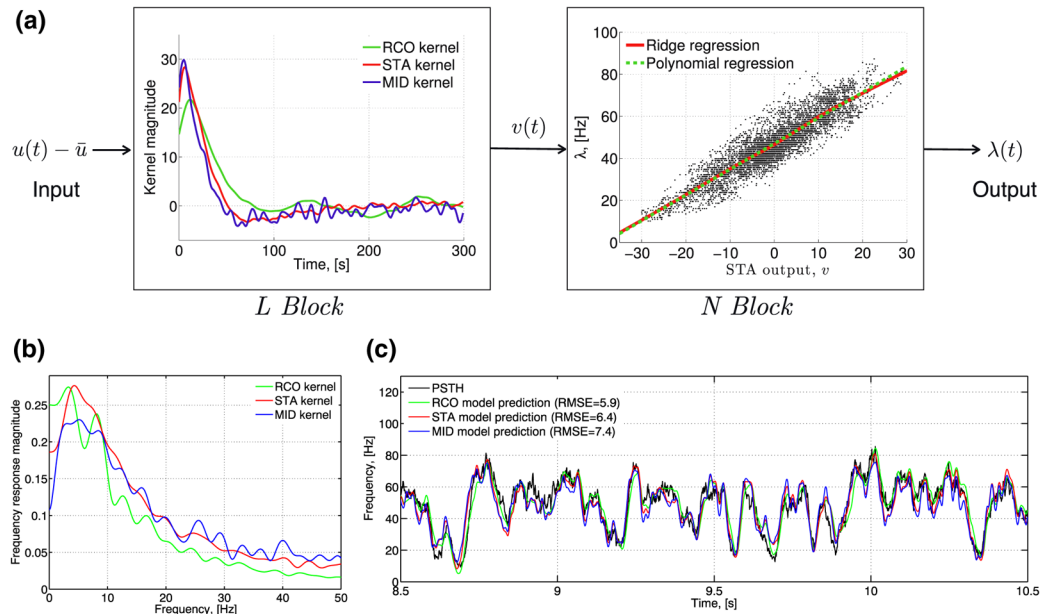 (a)
u(t) − ū
Input
Kernel magnitude
30
20
10
0
0
100
200
300
Time, [s]
RCO kernel
STA kernel
MID kernel
L Block
v(t)
λ, [Hz]
100
80
60
40
20
0
−30
−20
−10
0
10
20
30
STA output, v
Ridge regression
Polynomial regression
N Block
λ(t)
Output
(b)
Frequency response magnitude
0.25
0.2
0.15
0.1
0.05
0
0
10
20
30
40
50
Frequency, [Hz]
RCO kernel
STA kernel
MID kernel
(c)
Frequency, [Hz]
120
100
80
60
40
20
0
8.5
9
9.5
10
10.5
Time, [s]
PSTH
RCO model prediction (RMSE=5.9)
STA model prediction (RMSE=6.4)
MID model prediction (RMSE=7.4)